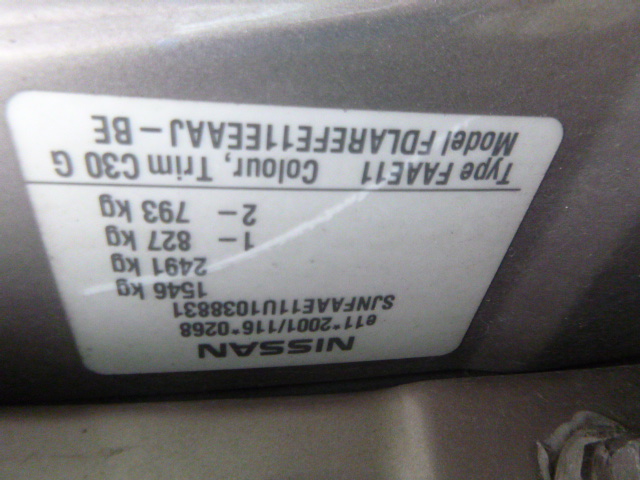 NISSAN
e11*2001/116*0268
SJNFAAE11U1038831
1546 kg
2491 kg
1– 827 kg
2– 793 kg
Type FAAE11 Colour, Trim C30 G
Model FDLAREFE11EEAAJ–BE